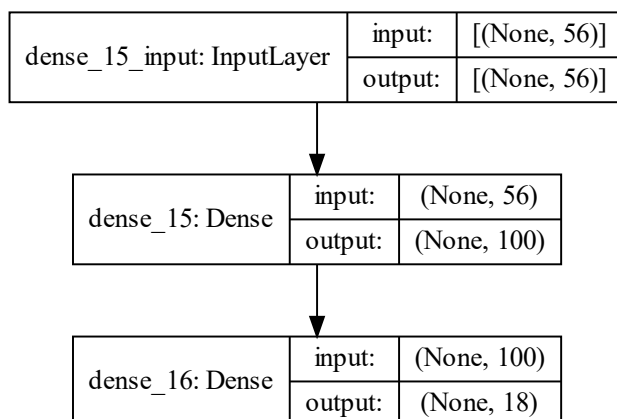 dense_15_input: InputLayer
input: [(None, 56)]
output: [(None, 56)]
dense_15: Dense
input: (None, 56)
output: (None, 100)
dense_16: Dense
input: (None, 100)
output: (None, 18)